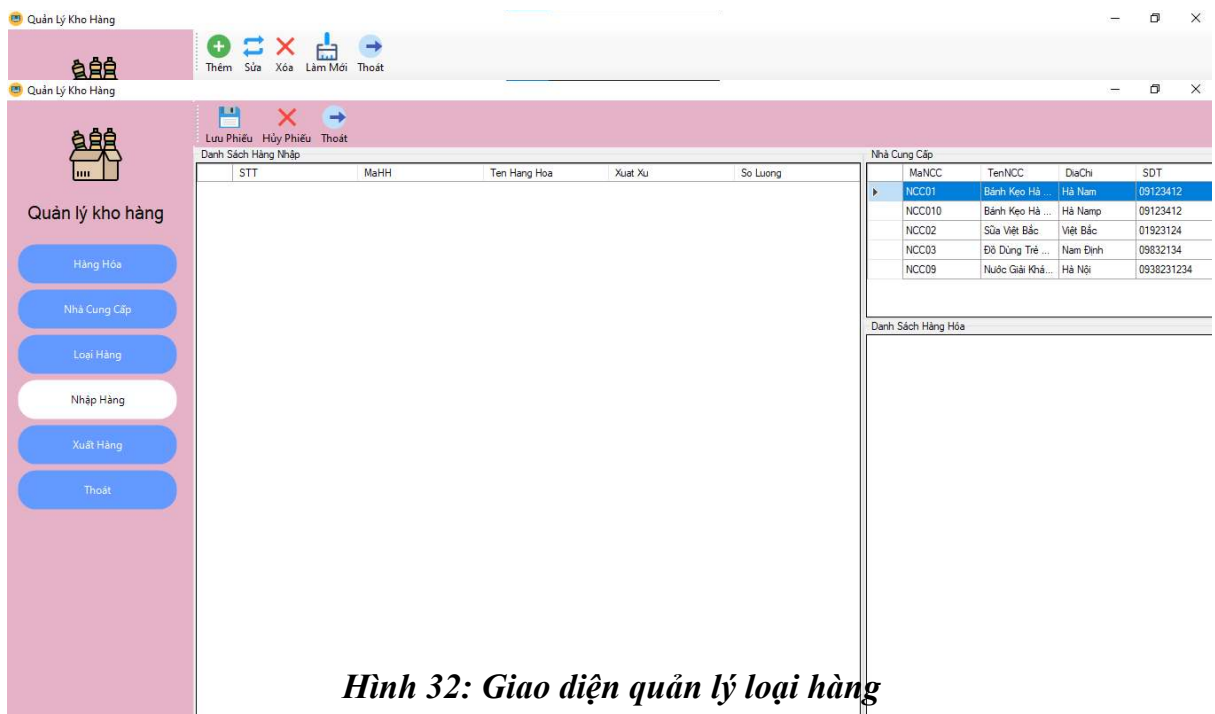 Quản Lý Kho Hàng
Thêm Sửa Xóa Làm Mới Thoát
Quản Lý Kho Hàng
Lưu Phiếu Hủy Phiếu Thoát
Danh Sách Hàng Nhập
STT MaHH Ten Hang Hoa Xuat Xu So Luong
Nhà Cung Cấp
MaNCC TenNCC DiaChi SDT
NCC01 Bánh Kẹo Hà ... Hà Nam 09123412
NCC010 Bánh Kẹo Hà ... Hà Namp 09123412
NCC02 Sữa Việt Bắc Việt Bắc 01923124
NCC03 Đồ Dùng Trẻ ... Nam Định 09832134
NCC09 Nước Giải Khá... Hà Nội 0938231234
Danh Sách Hàng Hóa
Quản lý kho hàng
Hàng Hóa
Nhà Cung Cấp
Loại Hàng
Nhập Hàng
Xuất Hàng
Thoát
Hình 32: Giao diện quản lý loại hàng